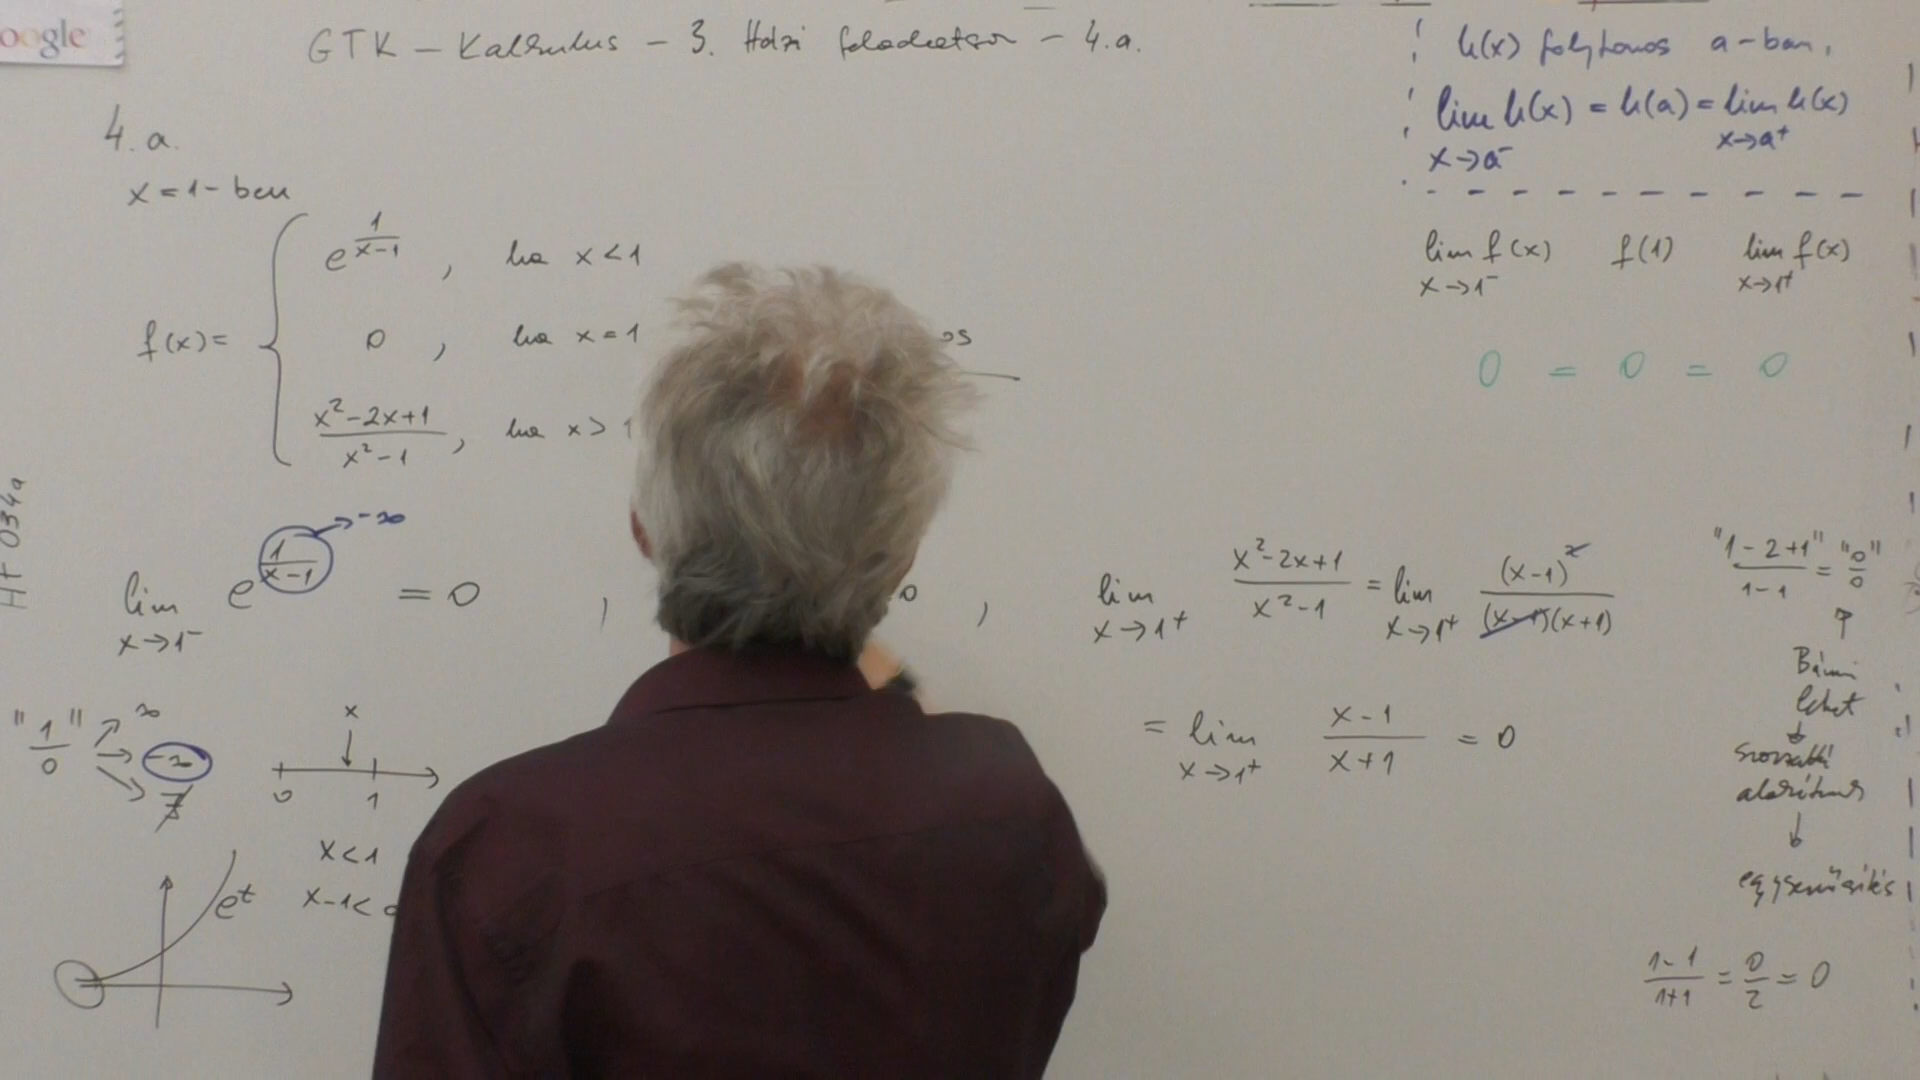 oogle
GTK – Kalkulus – 3. Házi feladatsor – 4.a.
4.a.
x = 1 - ben
f(x) = { e^(1/(x-1)) , ha x < 1
0 , ha x = 1
(x²-2x+1)/(x²-1) , ha x > 1
os
h(x) folytonos a-ban,
lim x→a⁻ h(x) = h(a) = lim x→a⁺ h(x)
lim x→1⁻ f(x) f(1) lim x→1⁺ f(x)
0 = 0 = 0
HF 034a
lim x→1⁻ e^(1/(x-1)) → -∞ = 0 ,
0 ,
lim x→1⁺ (x²-2x+1)/(x²-1) = lim x→1⁺ (x-1)²/((x-1)(x+1))
= lim x→1⁺ (x-1)/(x+1) = 0
"1-2+1"/1-1 = "0"/0
Bármi
lehet
↓
szorzattá
alakítás
↓
egyszerűsítés
(1-1)/(1+1) = 0/2 = 0
"1"/0 ∞
-∞
∄
x
0 1
x < 1
x-1 < 0
e^t